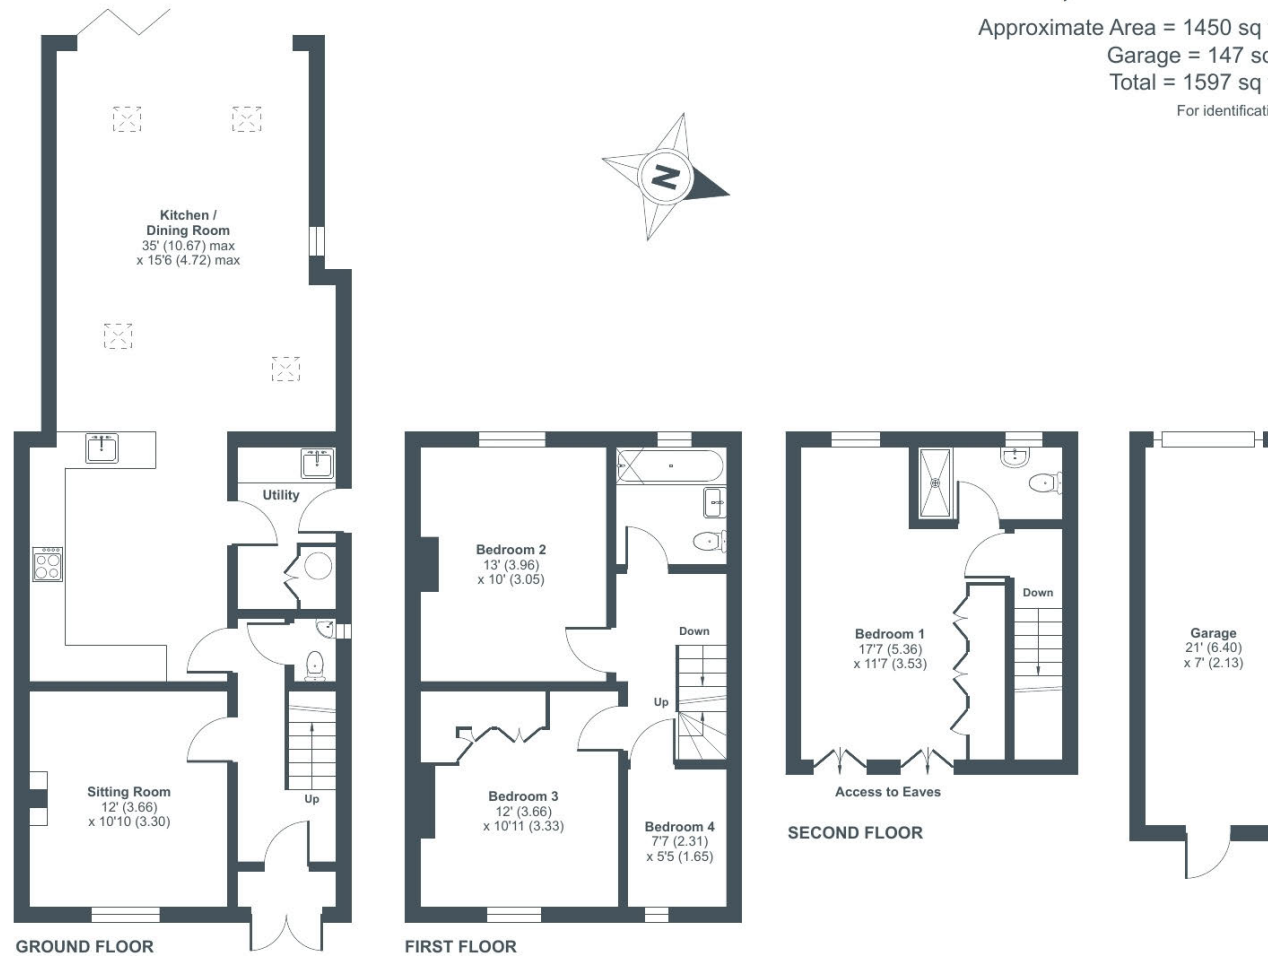 Approximate Area = 1450 sq
Garage = 147 sq
Total = 1597 sq
For identificati
N
Kitchen /
Dining Room
35' (10.67) max
x 15'6 (4.72) max
Utility
Up
Sitting Room
12' (3.66)
x 10'10 (3.30)
GROUND FLOOR
Bedroom 2
13' (3.96)
x 10' (3.05)
Down
Up
Bedroom 3
12' (3.66)
x 10'11 (3.33)
Bedroom 4
7'7 (2.31)
x 5'5 (1.65)
FIRST FLOOR
Down
Bedroom 1
17'7 (5.36)
x 11'7 (3.53)
Access to Eaves
SECOND FLOOR
Garage
21' (6.40)
x 7' (2.13)